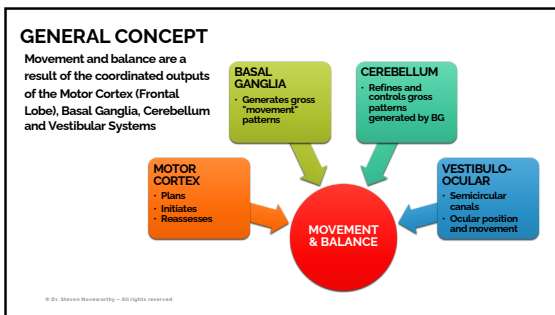 GENERAL CONCEPT
Movement and balance are a
result of the coordinated outputs
of the Motor Cortex (Frontal
Lobe), Basal Ganglia, Cerebellum
and Vestibular Systems
BASAL
GANGLIA
· Generates gross
"movement"
patterns
CEREBELLUM
· Refines and
controls gross
patterns
generated by BG
MOTOR
CORTEX
· Plans
· Initiates
· Reassesses
VESTIBULO-
OCULAR
· Semicircular
canals
· Ocular position
and movement
MOVEMENT
& BALANCE
© Dr. Steven Noseworthy – All rights reserved